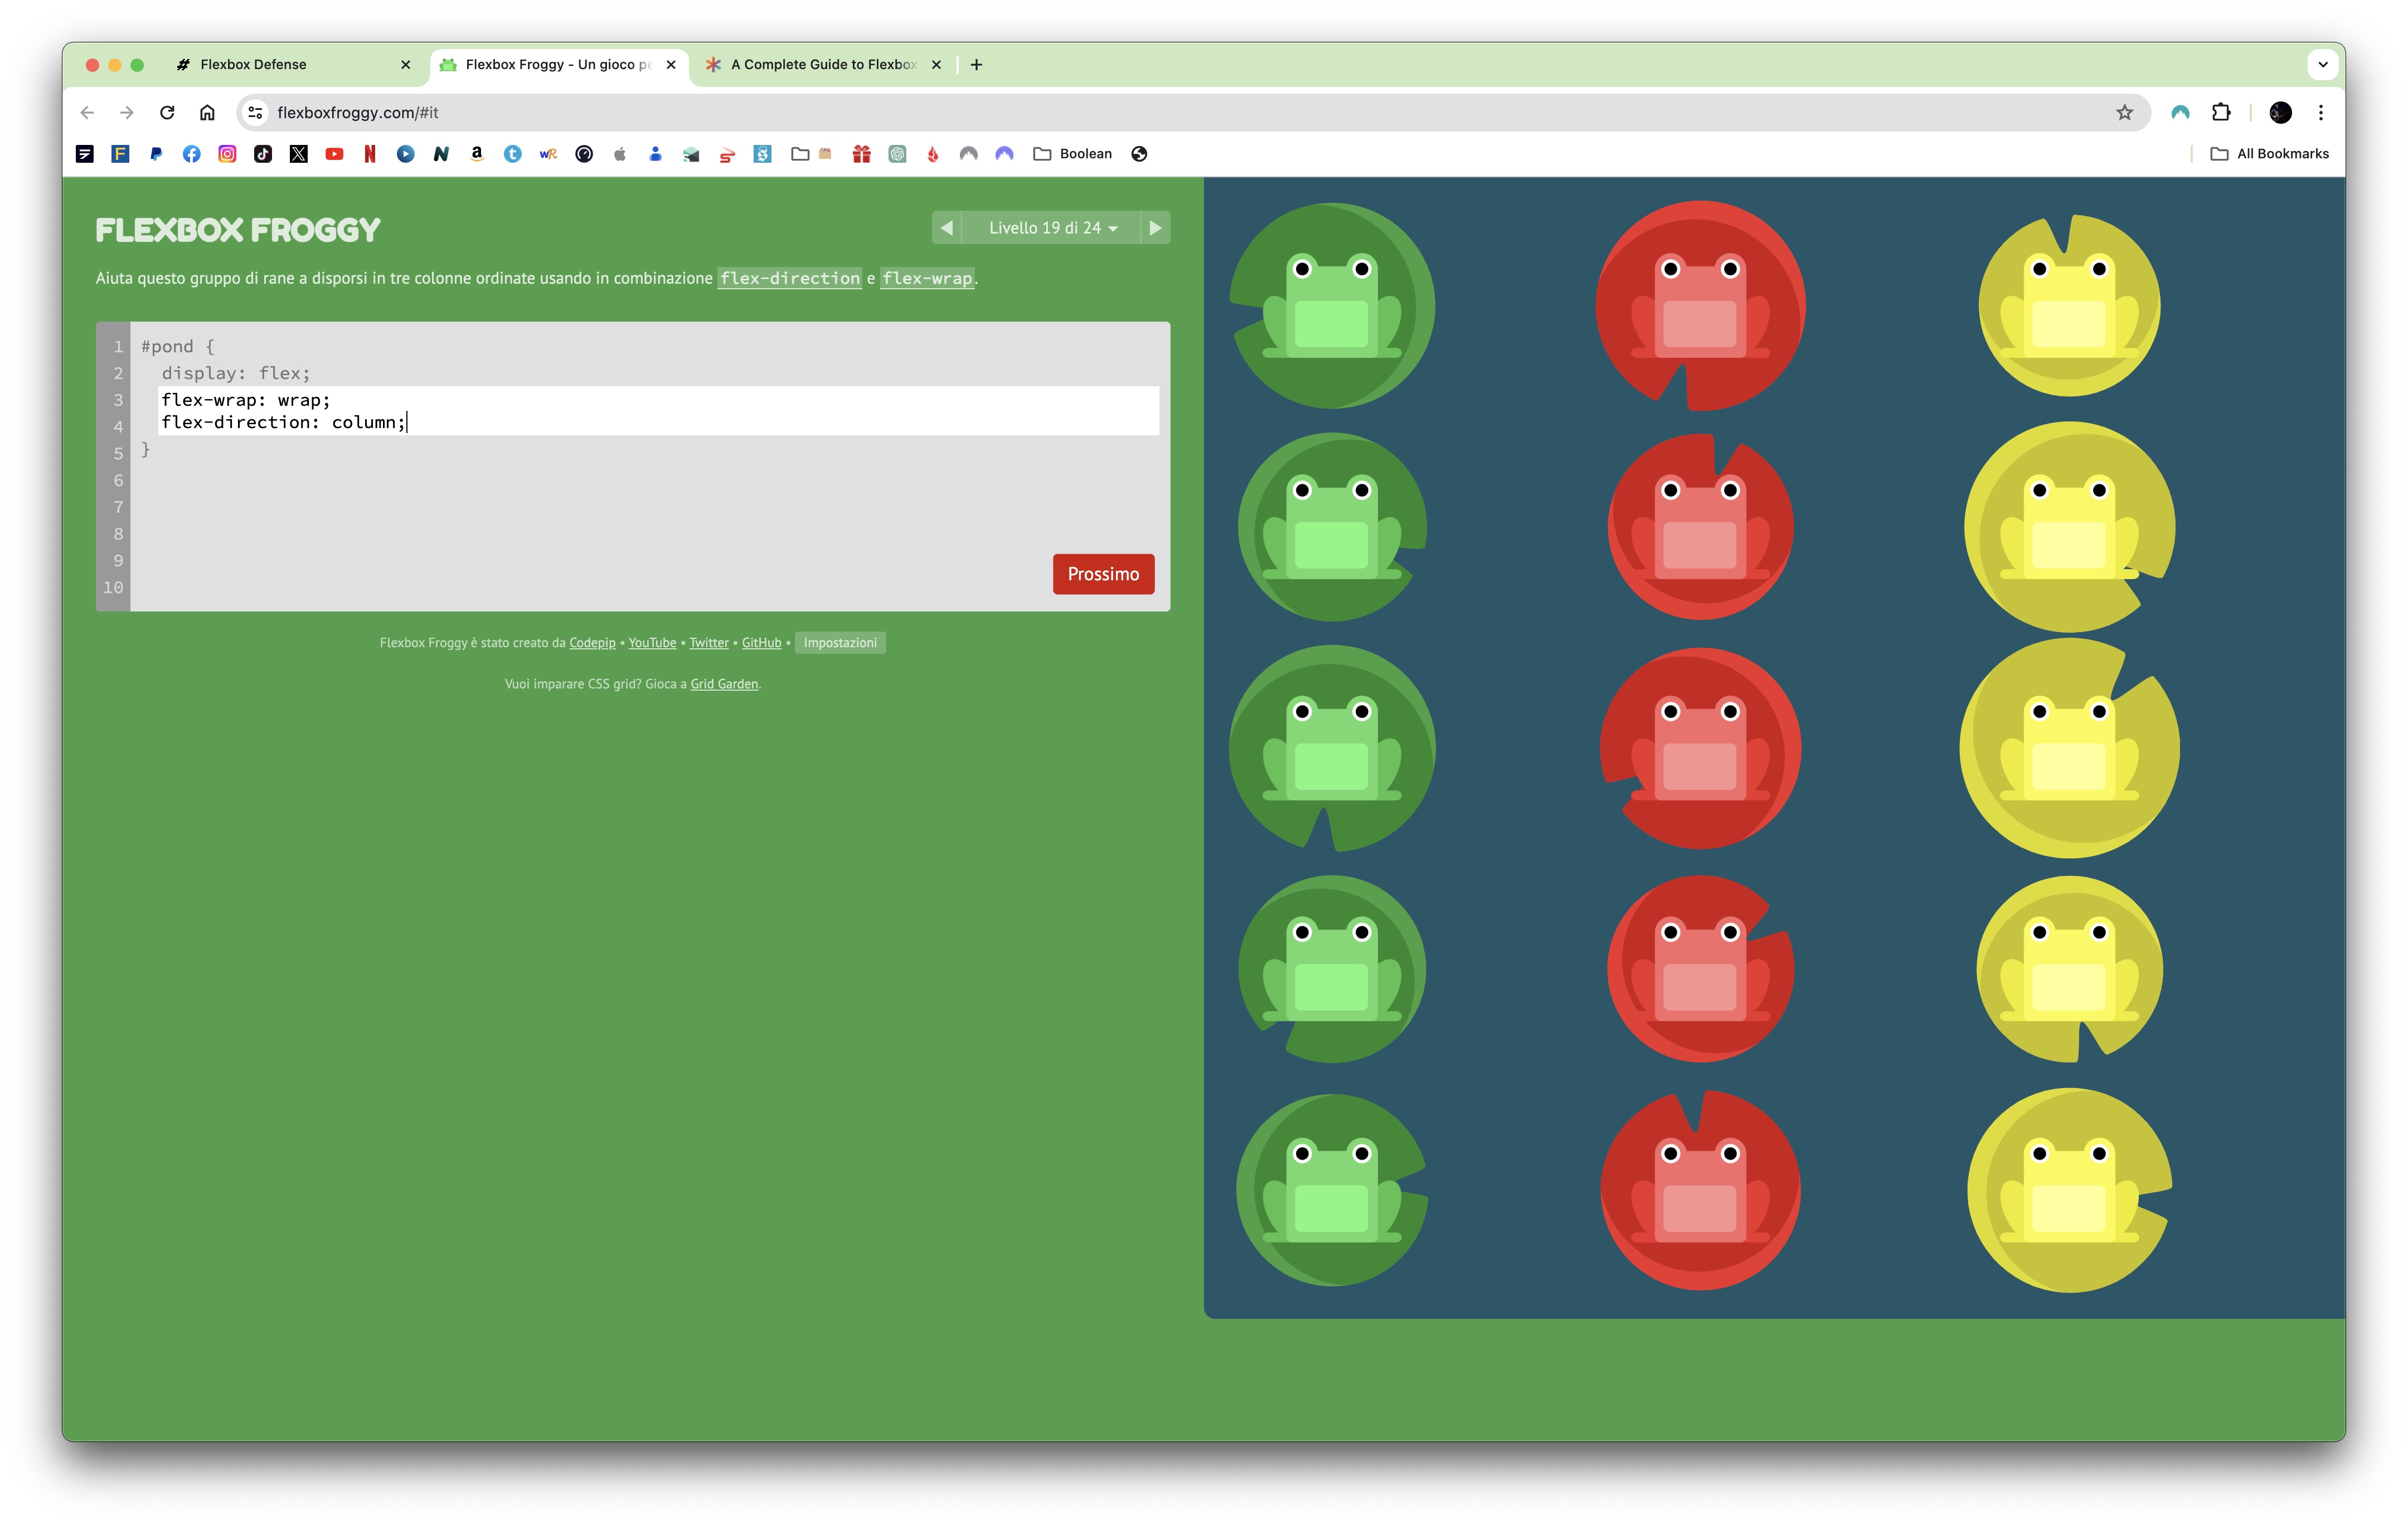 Flexbox Defense
Flexbox Froggy - Un gioco pe
A Complete Guide to Flexbox
flexboxfroggy.com/#it
Boolean
All Bookmarks
FLEXBOX FROGGY
Livello 19 di 24
Aiuta questo gruppo di rane a disporsi in tre colonne ordinate usando in combinazione flex-direction e flex-wrap.
1 #pond {
2 display: flex;
3 flex-wrap: wrap;
4 flex-direction: column;
5 }
6
7
8
9
10
Prossimo
Flexbox Froggy è stato creato da Codepip • YouTube • Twitter • GitHub • Impostazioni
Vuoi imparare CSS grid? Gioca a Grid Garden.